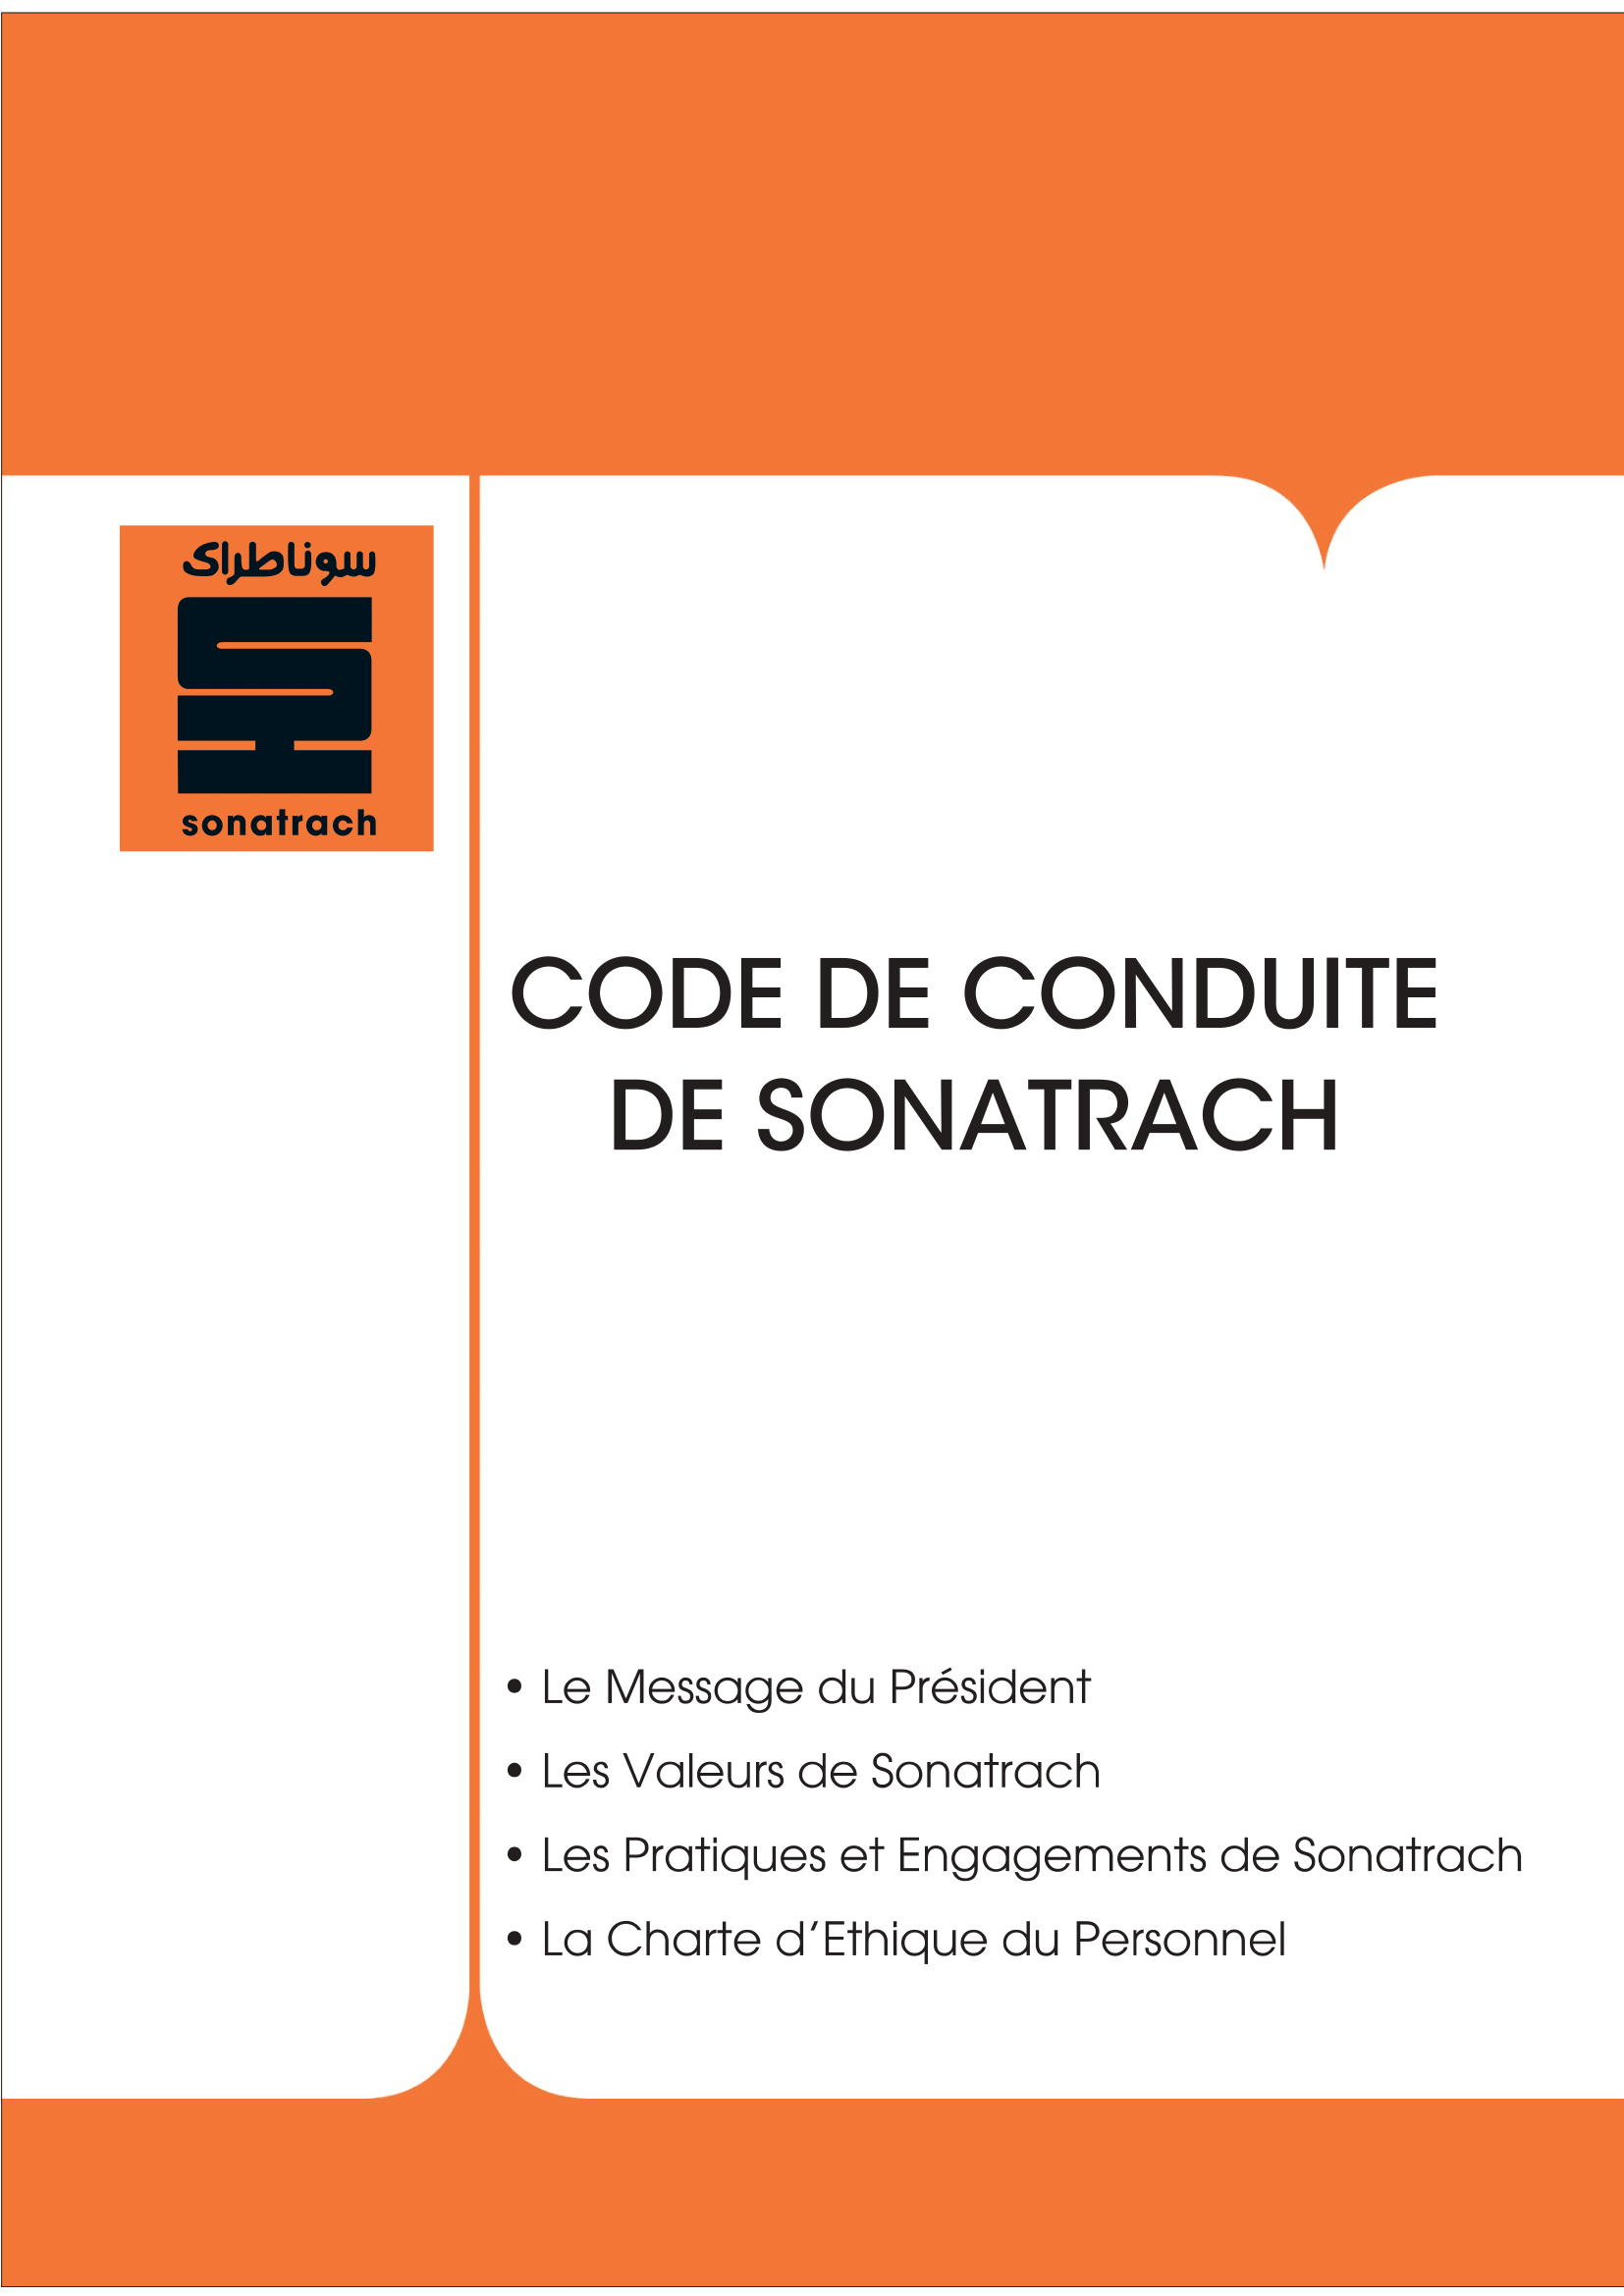 سوناطراك
sonatrach
CODE DE CONDUITE
DE SONATRACH
• Le Message du Président
• Les Valeurs de Sonatrach
• Les Pratiques et Engagements de Sonatrach
• La Charte d’Ethique du Personnel